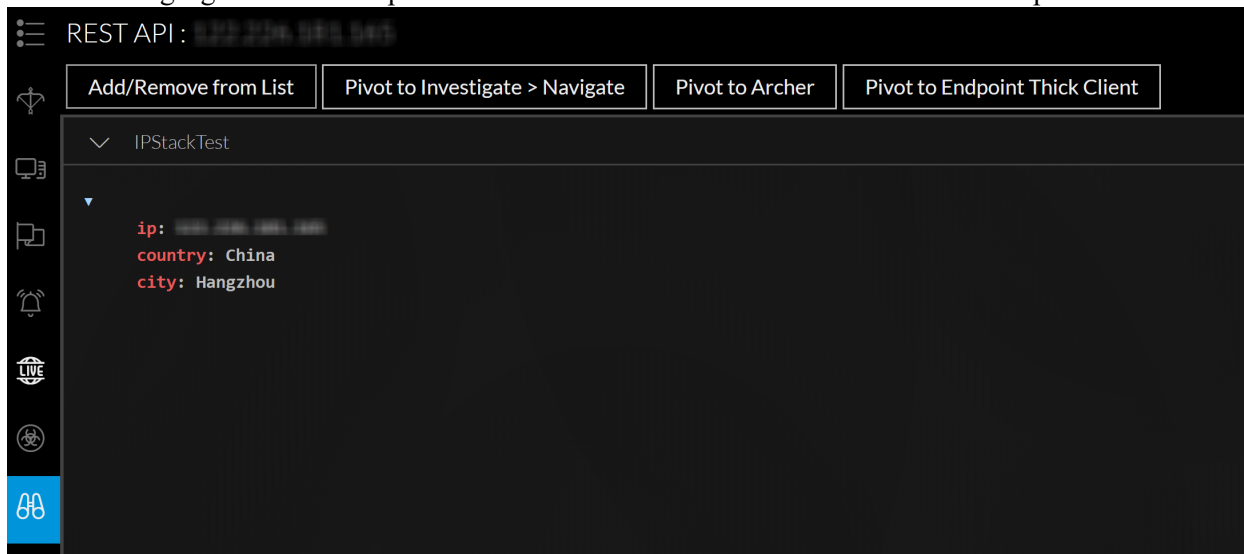 REST API :
Add/Remove from List
Pivot to Investigate > Navigate
Pivot to Archer
Pivot to Endpoint Thick Client
IPStackTest
ip:
country: China
city: Hangzhou
LIVE